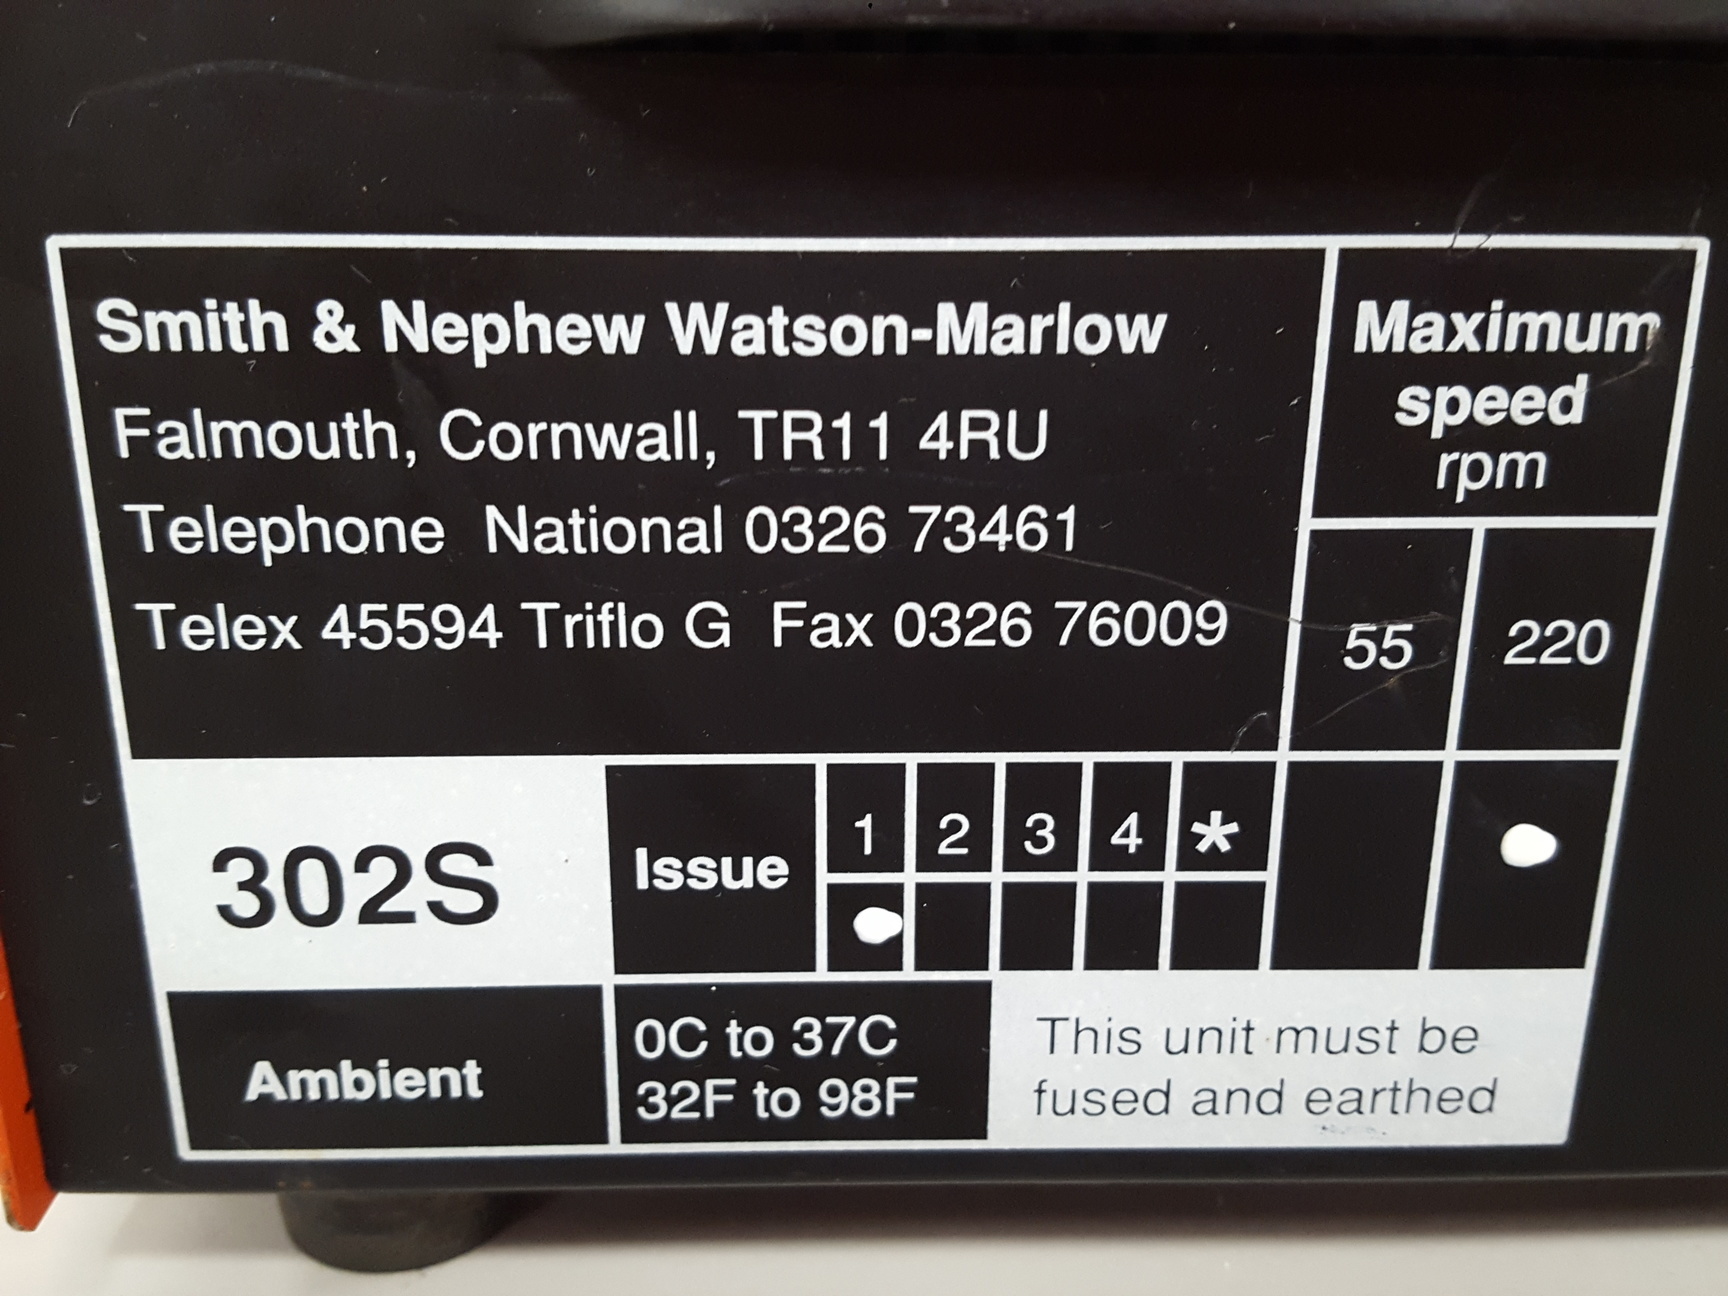 Smith & Nephew Watson-Marlow
Falmouth, Cornwall, TR11 4RU
Telephone National 0326 73461
Telex 45594 Triflo G Fax 0326 76009
Maximum
speed
rpm
55 220
302S
Issue
1 2 3 4 *
Ambient
0C to 37C
32F to 98F
This unit must be
fused and earthed